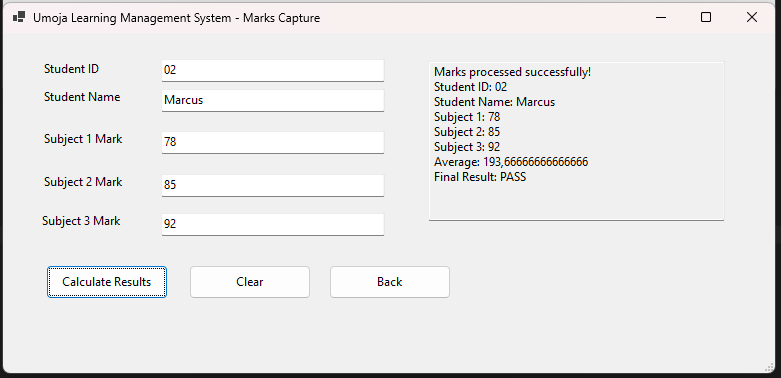 Umoja Learning Management System - Marks Capture
Student ID
02
Student Name
Marcus
Subject 1 Mark
78
Subject 2 Mark
85
Subject 3 Mark
92
Marks processed successfully!
Student ID: 02
Student Name: Marcus
Subject 1: 78
Subject 2: 85
Subject 3: 92
Average: 193,66666666666666
Final Result: PASS
Calculate Results
Clear
Back